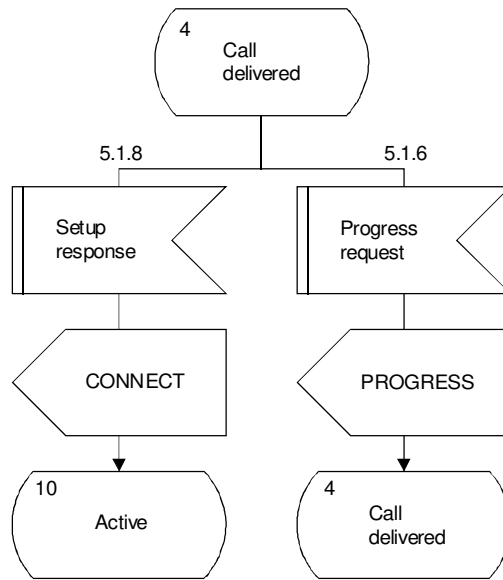 4
Call
delivered
5.1.8
5.1.6
Setup
response
Progress
request
CONNECT
PROGRESS
10
Active
4
Call
delivered